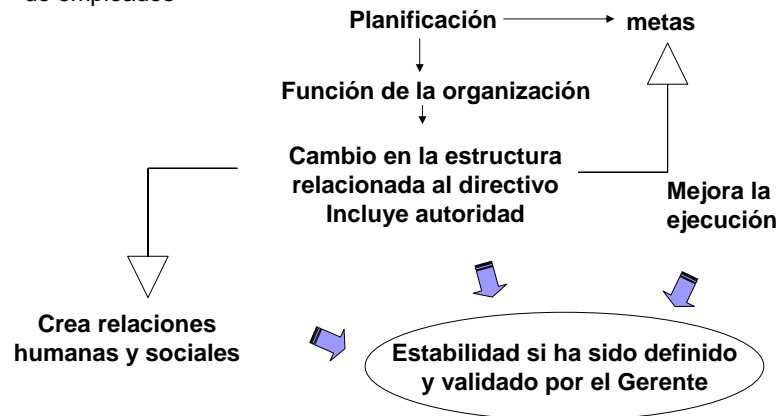 Planificación
metas
Función de la organización
Cambio en la estructura
relacionada al directivo
Incluye autoridad
Mejora la
ejecución
Crea relaciones
humanas y sociales
Estabilidad si ha sido definido
y validado por el Gerente